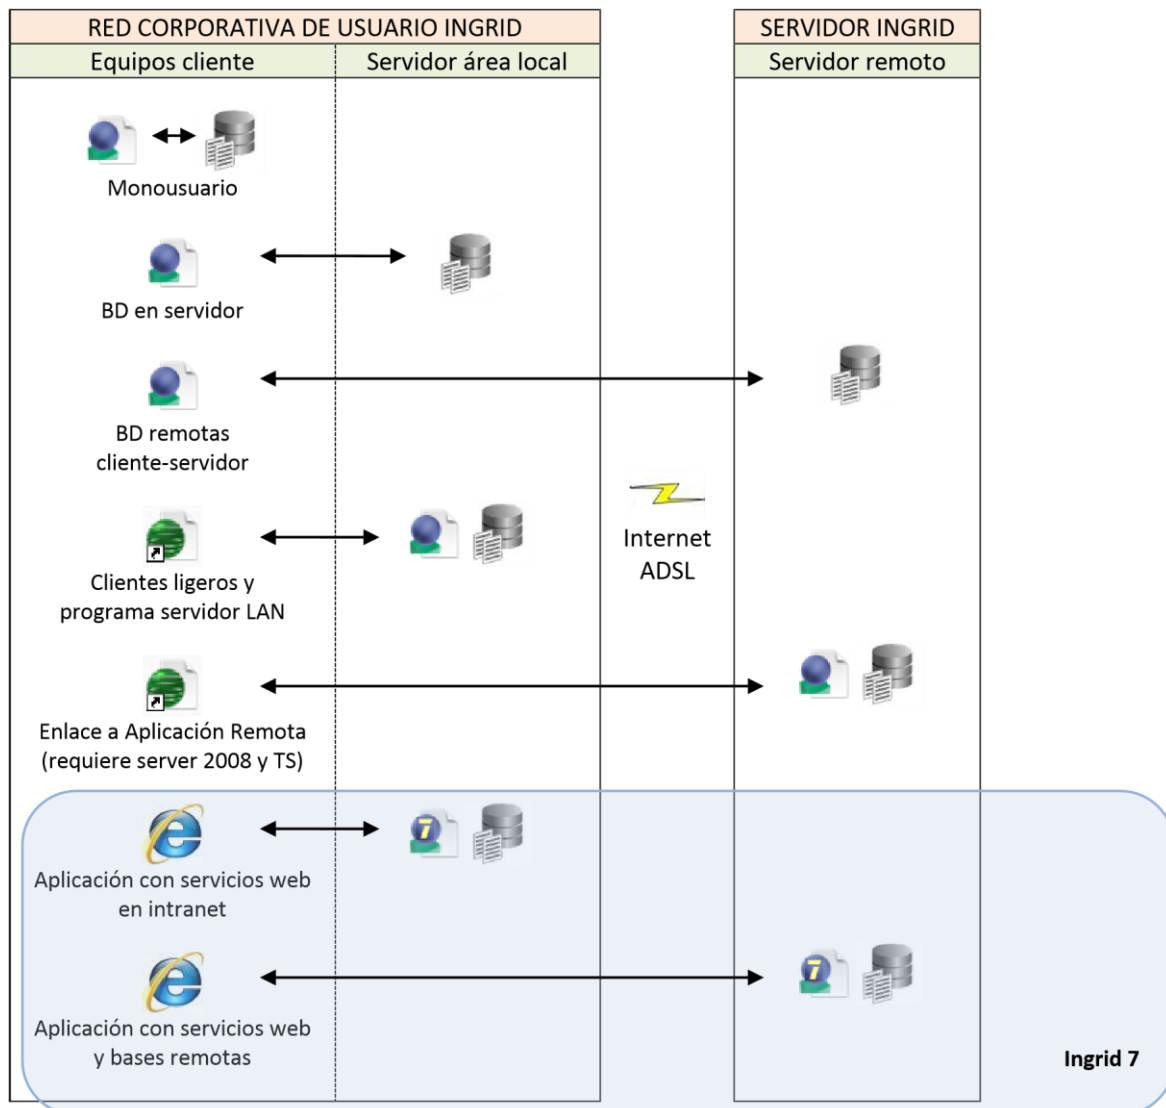 RED CORPORATIVA DE USUARIO INGRID
SERVIDOR INGRID
Equipos cliente
Servidor área local
Servidor remoto
Monousuario
BD en servidor
BD remotas
cliente-servidor
Internet
ADSL
Clientes ligeros y
programa servidor LAN
Enlace a Aplicación Remota
(requiere server 2008 y TS)
7
Aplicación con servicios web
en intranet
7
Aplicación con servicios web
y bases remotas
Ingrid 7